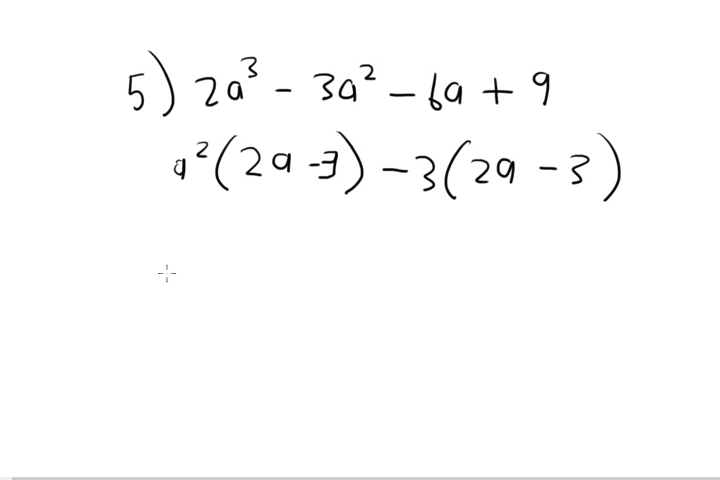 5) 2a³ - 3a² - 6a + 9
a²(2a - 3) - 3(2a - 3)